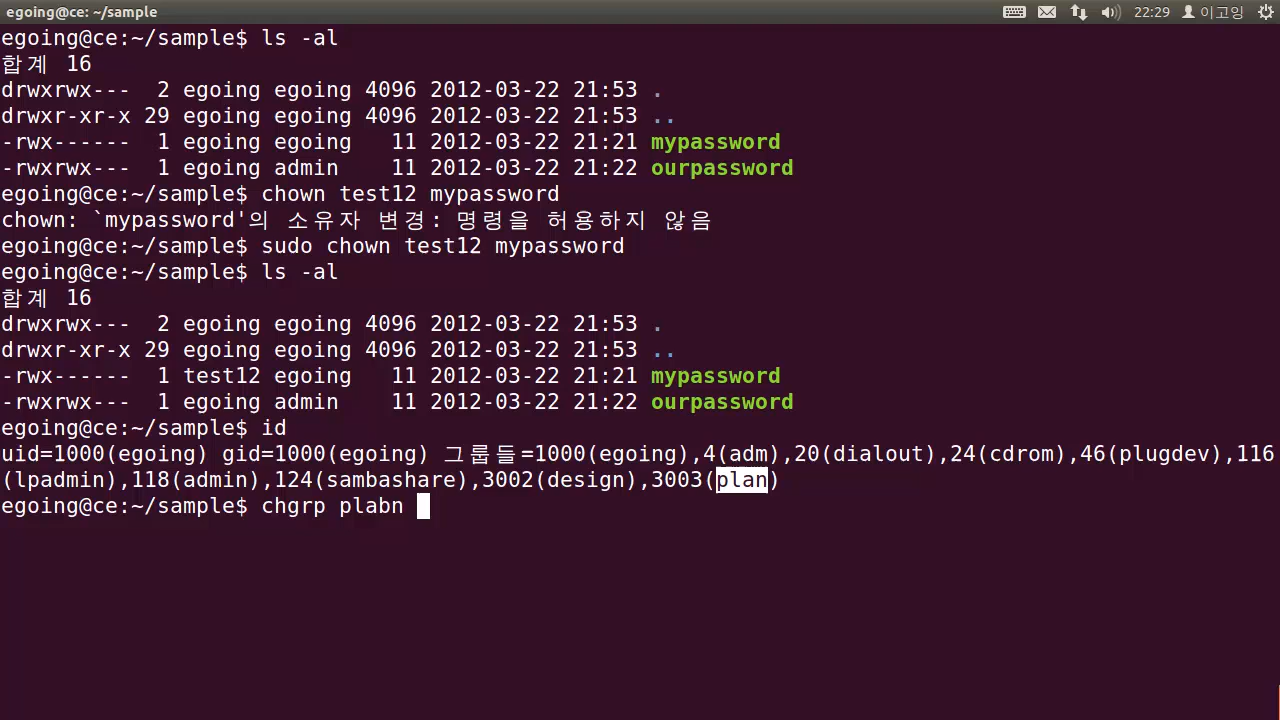 egoing@ce: ~/sample 22:29 이고잉
egoing@ce:~/sample$ ls -al
합계 16
drwxrwx---  2 egoing egoing 4096 2012-03-22 21:53 .
drwxr-xr-x 29 egoing egoing 4096 2012-03-22 21:53 ..
-rwx------  1 egoing egoing   11 2012-03-22 21:21 mypassword
-rwxrwx---  1 egoing admin    11 2012-03-22 21:22 ourpassword
egoing@ce:~/sample$ chown test12 mypassword
chown: `mypassword'의 소유자 변경: 명령을 허용하지 않음
egoing@ce:~/sample$ sudo chown test12 mypassword
egoing@ce:~/sample$ ls -al
합계 16
drwxrwx---  2 egoing egoing 4096 2012-03-22 21:53 .
drwxr-xr-x 29 egoing egoing 4096 2012-03-22 21:53 ..
-rwx------  1 test12 egoing   11 2012-03-22 21:21 mypassword
-rwxrwx---  1 egoing admin    11 2012-03-22 21:22 ourpassword
egoing@ce:~/sample$ id
uid=1000(egoing) gid=1000(egoing) 그룹들=1000(egoing),4(adm),20(dialout),24(cdrom),46(plugdev),116
(lpadmin),118(admin),124(sambashare),3002(design),3003(plan)
egoing@ce:~/sample$ chgrp plabn